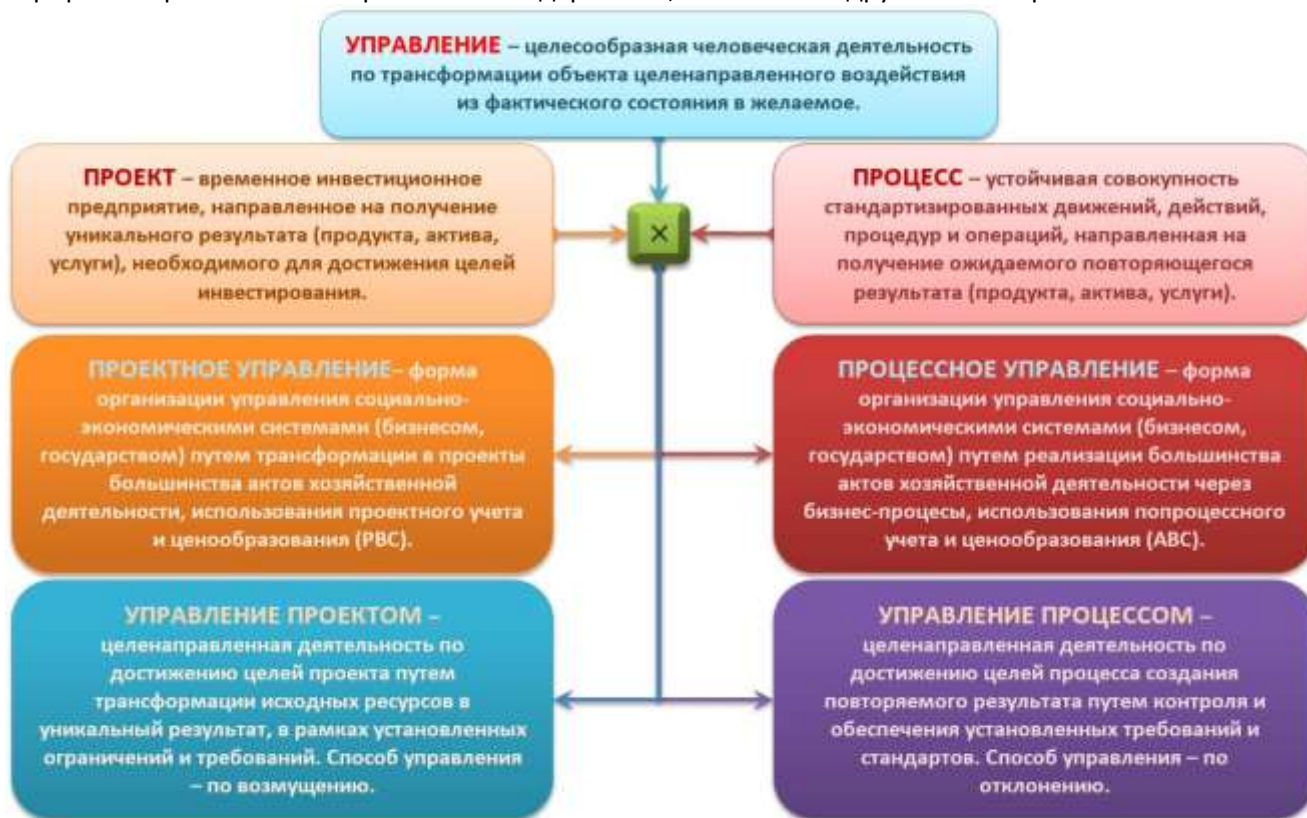 УПРАВЛЕНИЕ – целесообразная человеческая деятельность
по трансформации объекта целенаправленного воздействия
из фактического состояния в желаемое.
ПРОЕКТ – временное инвестиционное
предприятие, направленное на получение
уникального результата (продукта, актива,
услуги), необходимого для достижения целей
инвестирования.
×
ПРОЦЕСС – устойчивая совокупность
стандартизированных движений, действий,
процедур и операций, направленная на
получение ожидаемого повторяющегося
результата (продукта, актива, услуги).
ПРОЕКТНОЕ УПРАВЛЕНИЕ– форма
организации управления социально-
экономическими системами (бизнесом,
государством) путем трансформации в проекты
большинства актов хозяйственной
деятельности, использования проектного учета
и ценообразования (PBC).
ПРОЦЕССНОЕ УПРАВЛЕНИЕ – форма
организации управления социально-
экономическими системами (бизнесом,
государством) путем реализации большинства
актов хозяйственной деятельности через
бизнес-процесы, использования попроцессного
учета и ценообразования (ABC).
УПРАВЛЕНИЕ ПРОЕКТОМ –
целенаправленная деятельность по
достижению целей проекта путем
трансформации исходных ресурсов в
уникальный результат, в рамках установленных
ограничений и требований. Способ управления
– по возмущению.
УПРАВЛЕНИЕ ПРОЦЕССОМ –
целенаправленная деятельность по
достижению целей процесса создания
повторяемого результата путем контроля и
обеспечения установленных требований и
стандартов. Способ управления – по
отклонению.